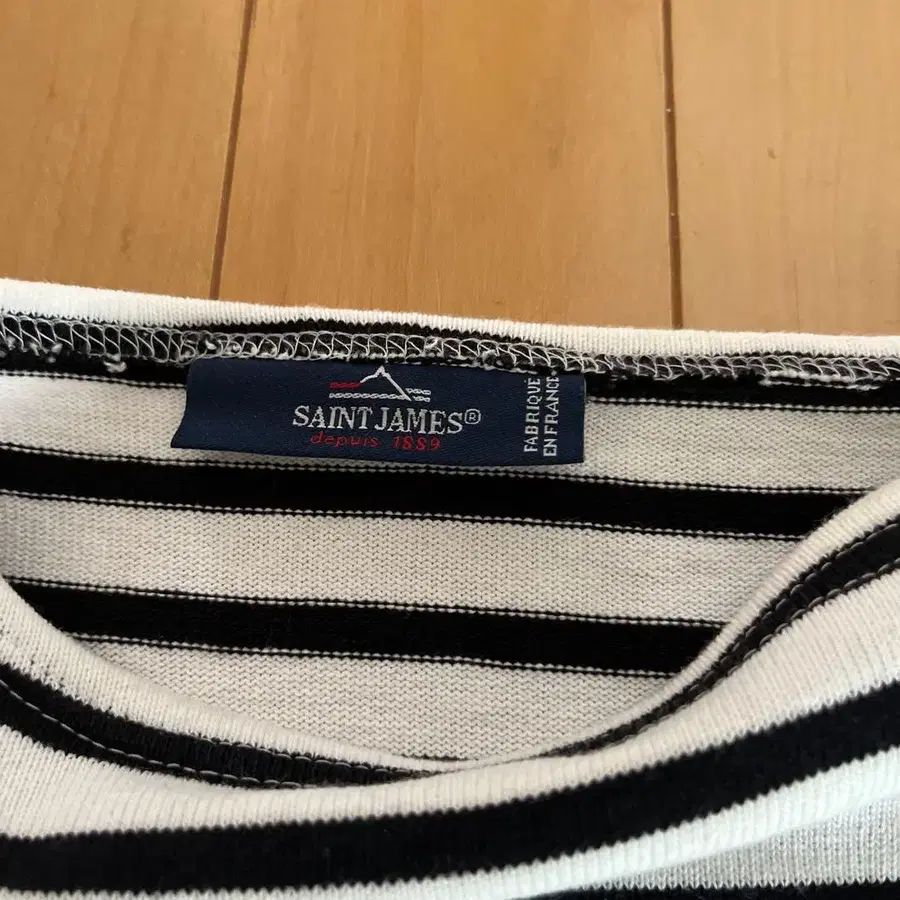 SAINT JAMES®
depuis 1889
FABRIQUÉ
EN FRANCE